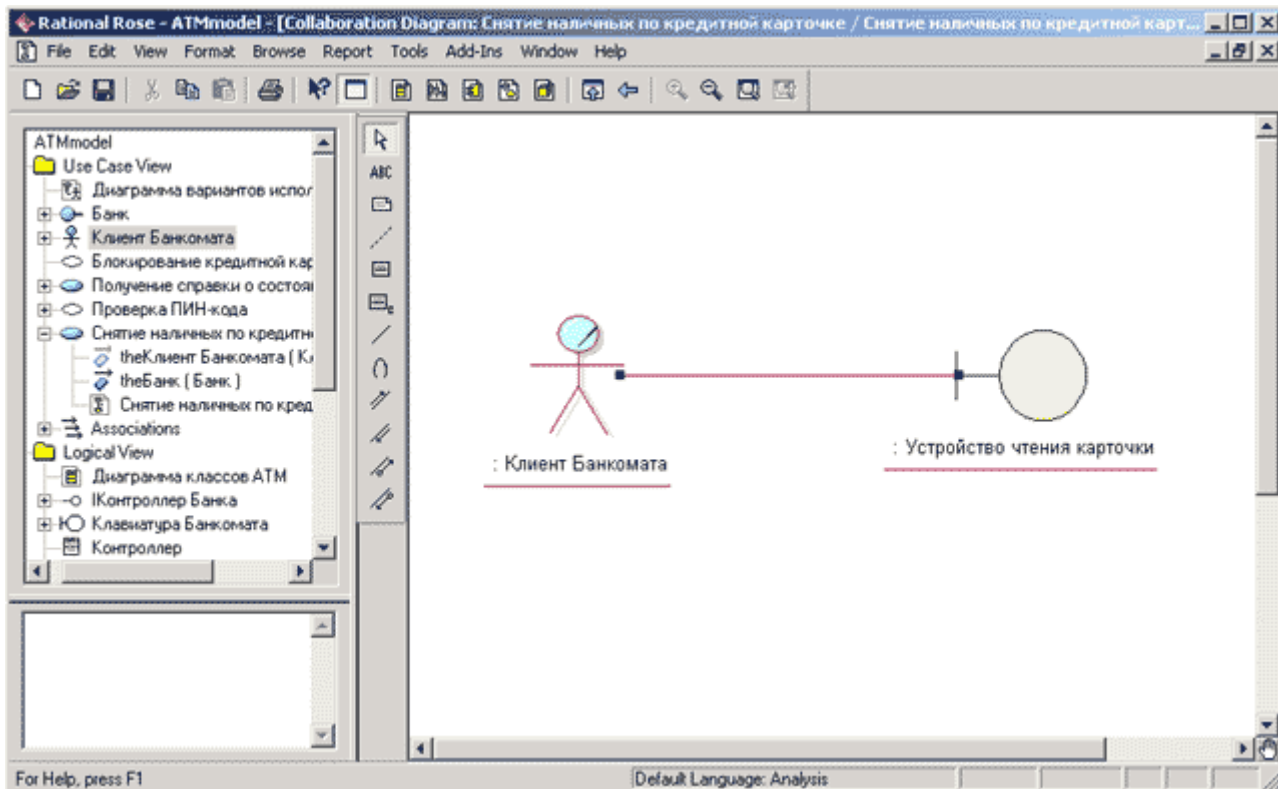 Rational Rose - ATMmodel - [Collaboration Diagram: Снятие наличных по кредитной карточке / Снятие наличных по кредитной карт...
File Edit View Format Browse Report Tools Add-Ins Window Help
ATMmodel
Use Case View
Диаграмма вариантов испол
Банк
Клиент Банкомата
Блокирование кредитной кар
Получение справки о состоя
Проверка ПИН-кода
Снятие наличных по кредитн
theКлиент Банкомата ( Кл
theБанк ( Банк )
Снятие наличных по кред
Associations
Logical View
Диаграмма классов АТМ
IКонтроллер Банка
Клавиатура Банкомата
Контроллер
ABC
: Клиент Банкомата
: Устройство чтения карточки
For Help, press F1
Default Language: Analysis